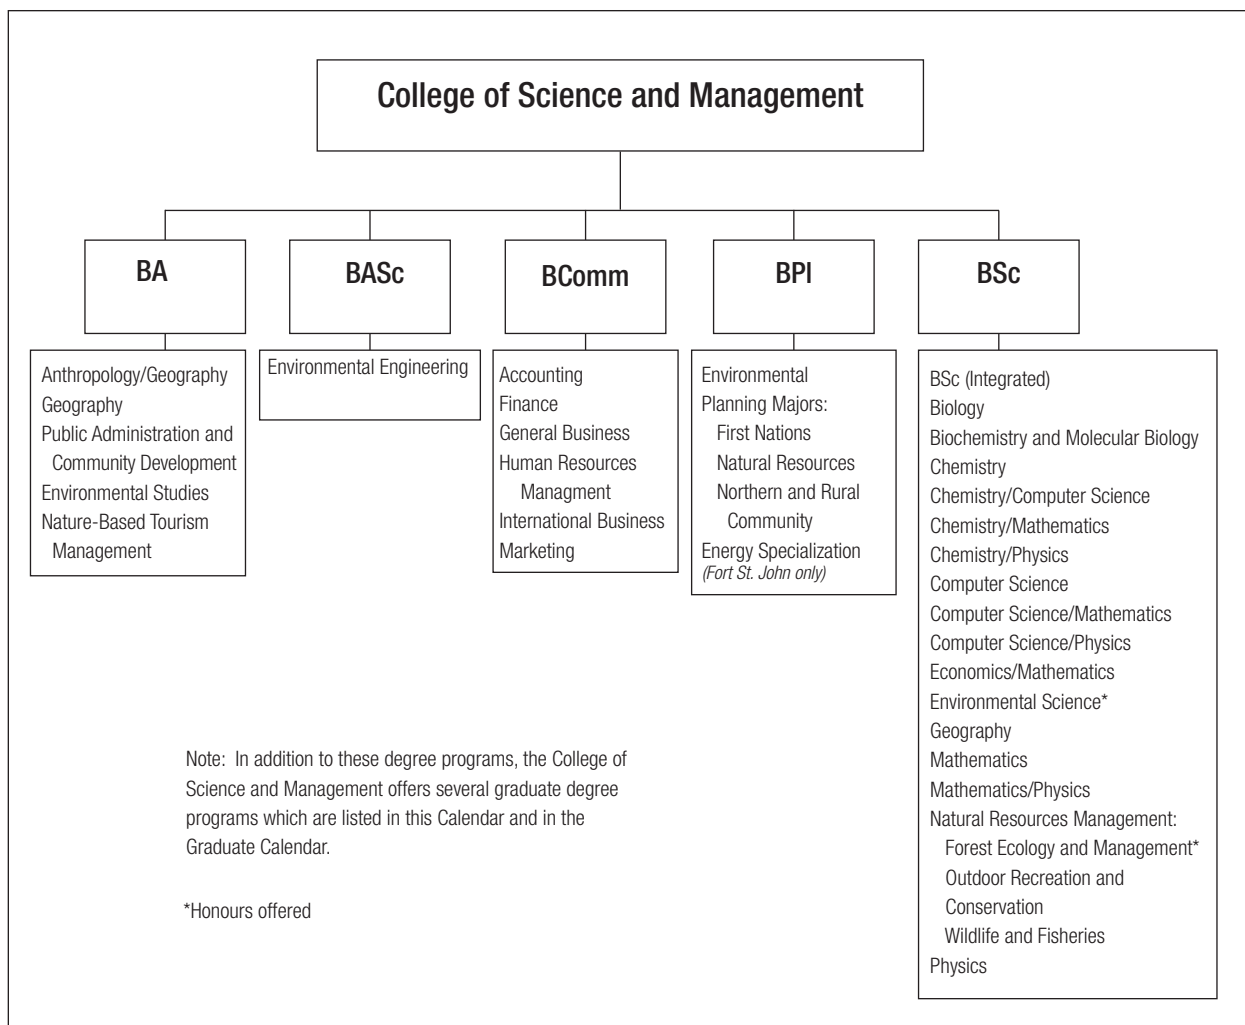 College of Science and Management
BA
BASc
BComm
BPl
BSc
Anthropology/Geography
Geography
Public Administration and
Community Development
Environmental Studies
Nature-Based Tourism
Management
Environmental Engineering
Accounting
Finance
General Business
Human Resources
Managment
International Business
Marketing
Environmental
Planning Majors:
First Nations
Natural Resources
Northern and Rural
Community
Energy Specialization
(Fort St. John only)
BSc (Integrated)
Biology
Biochemistry and Molecular Biology
Chemistry
Chemistry/Computer Science
Chemistry/Mathematics
Chemistry/Physics
Computer Science
Computer Science/Mathematics
Computer Science/Physics
Economics/Mathematics
Environmental Science*
Geography
Mathematics
Mathematics/Physics
Natural Resources Management:
Forest Ecology and Management*
Outdoor Recreation and
Conservation
Wildlife and Fisheries
Physics
Note: In addition to these degree programs, the College of
Science and Management offers several graduate degree
programs which are listed in this Calendar and in the
Graduate Calendar.
*Honours offered